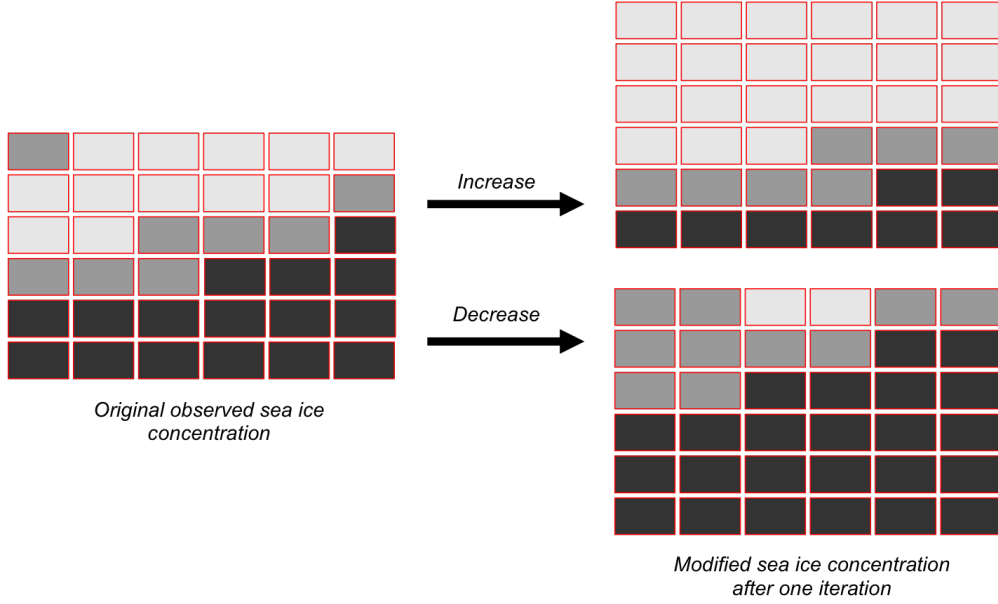 Increase
Decrease
Original observed sea ice
concentration
Modified sea ice concentration
after one iteration